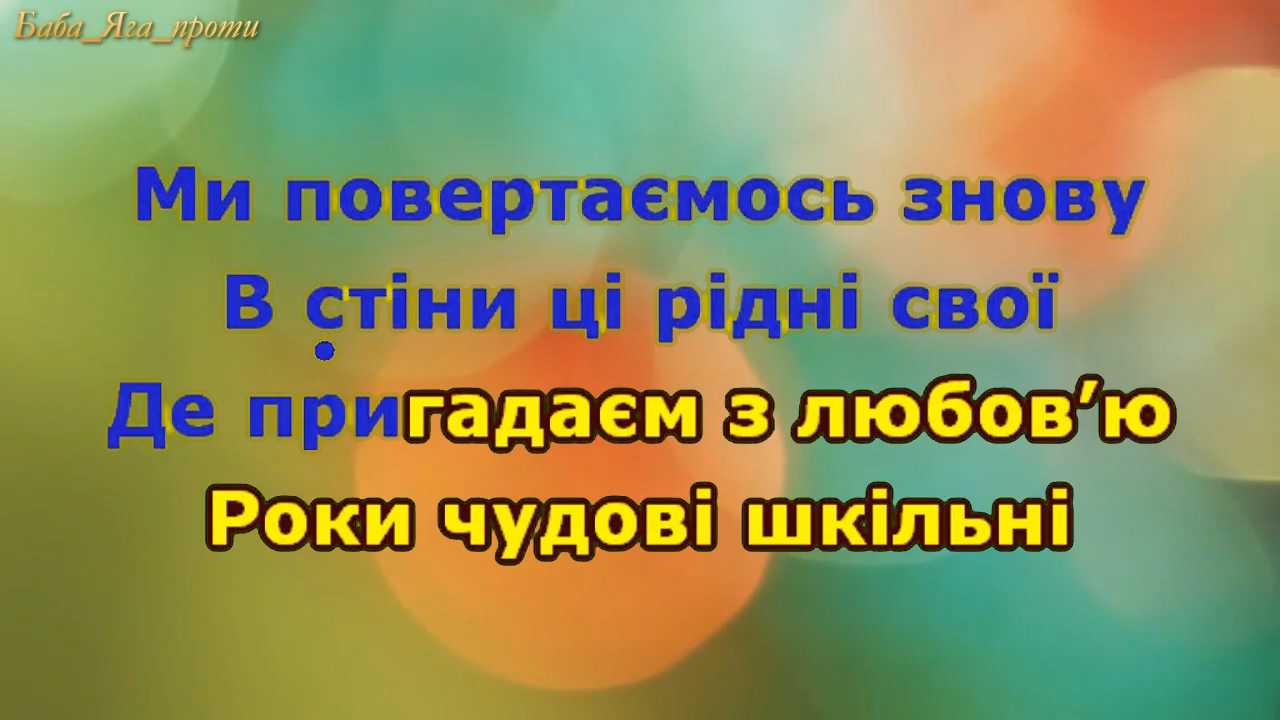 Баба_Яга_проти
Ми повертаємось знову
В стіни ці рідні свої
Де пригадаєм з любов’ю
Роки чудові шкільні